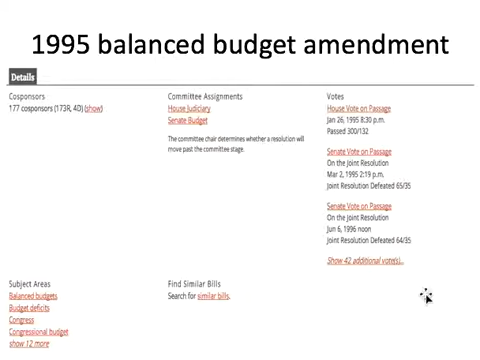 1995 balanced budget amendment
Details
Cosponsors
177 cosponsors (173R, 4D) (show)
Committee Assignments
House Judiciary
Senate Budget
The committee chair determines whether a resolution will
move past the committee stage.
Votes
House Vote on Passage
Jan 26, 1995 8:30 p.m.
Passed 300/132
Senate Vote on Passage
On the Joint Resolution
Mar 2, 1995 2:19 p.m.
Joint Resolution Defeated 65/35
Senate Vote on Passage
On the Joint Resolution
Jun 6, 1996 noon
Joint Resolution Defeated 64/35
Show 42 additional vote(s)...
Subject Areas
Balanced budgets
Budget deficits
Congress
Congressional budget
show 12 more
Find Similar Bills
Search for similar bills.